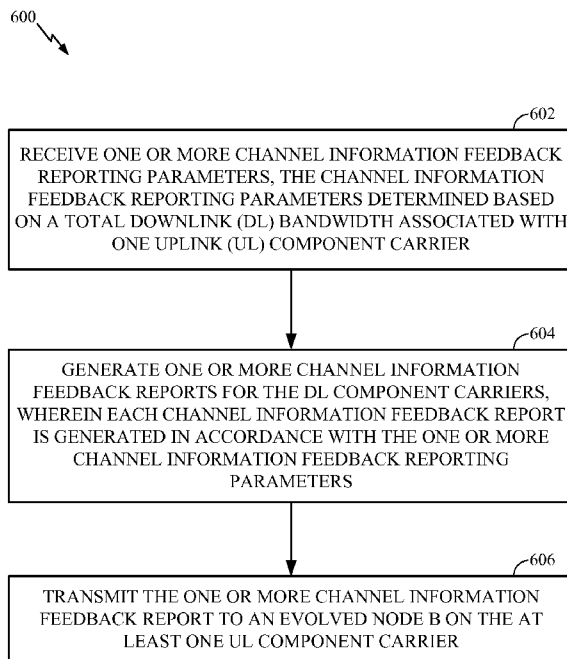 600
602
RECEIVE ONE OR MORE CHANNEL INFORMATION FEEDBACK
REPORTING PARAMETERS, THE CHANNEL INFORMATION
FEEDBACK REPORTING PARAMETERS DETERMINED BASED
ON A TOTAL DOWNLINK (DL) BANDWIDTH ASSOCIATED WITH
ONE UPLINK (UL) COMPONENT CARRIER
604
GENERATE ONE OR MORE CHANNEL INFORMATION
FEEDBACK REPORTS FOR THE DL COMPONENT CARRIERS,
WHEREIN EACH CHANNEL INFORMATION FEEDBACK REPORT
IS GENERATED IN ACCORDANCE WITH THE ONE OR MORE
CHANNEL INFORMATION FEEDBACK REPORTING
PARAMETERS
606
TRANSMIT THE ONE OR MORE CHANNEL INFORMATION
FEEDBACK REPORT TO AN EVOLVED NODE B ON THE AT
LEAST ONE UL COMPONENT CARRIER